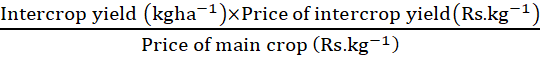 Intercrop yield (kgha⁻¹)×Price of intercrop yield(Rs.kg⁻¹)
Price of main crop (Rs.kg⁻¹)